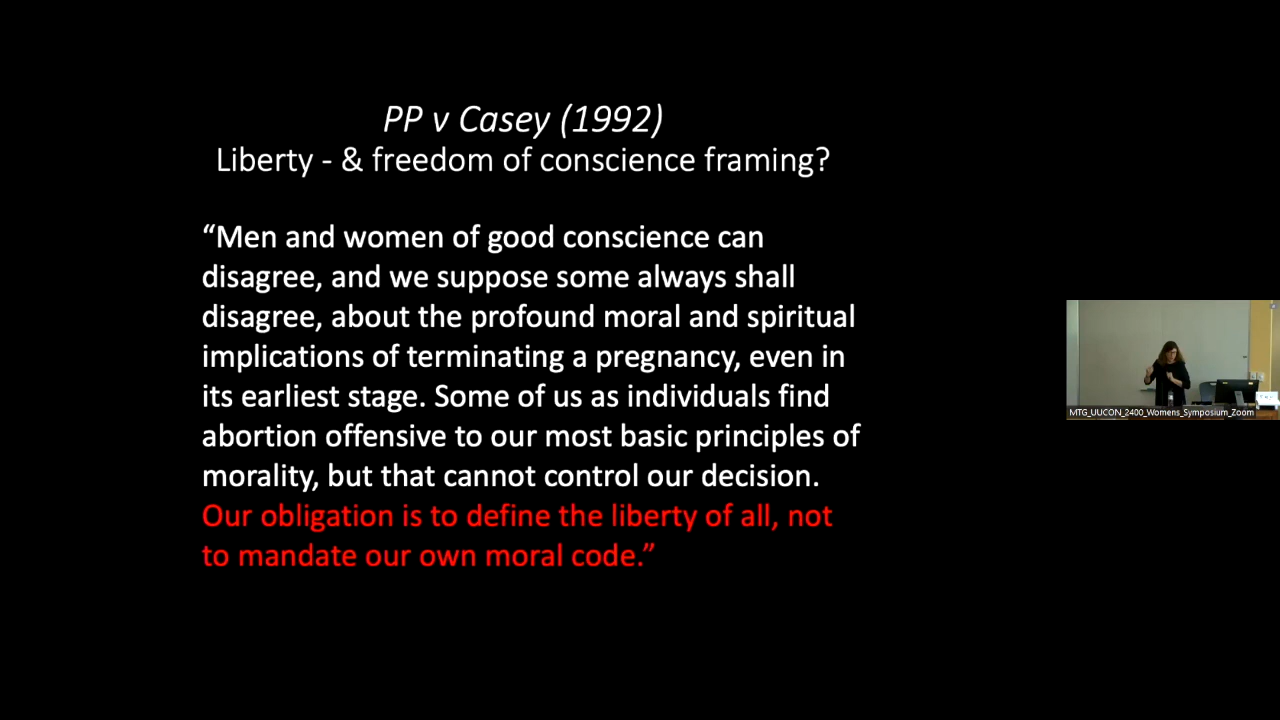 PP v Casey (1992)
Liberty - & freedom of conscience framing?
“Men and women of good conscience can
disagree, and we suppose some always shall
disagree, about the profound moral and spiritual
implications of terminating a pregnancy, even in
its earliest stage. Some of us as individuals find
abortion offensive to our most basic principles of
morality, but that cannot control our decision.
Our obligation is to define the liberty of all, not
to mandate our own moral code.”
MTG_UUCON_2400_Womens_Symposium_Zoom